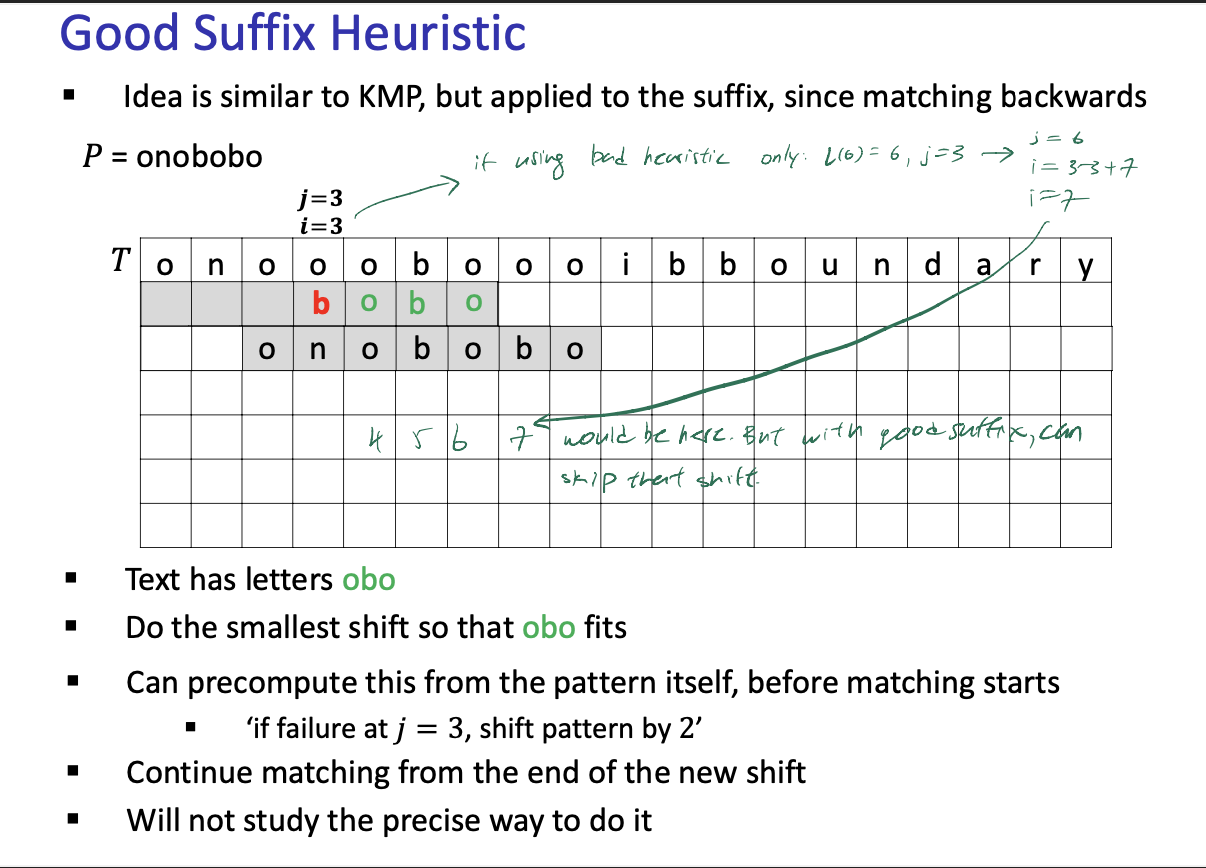 Good Suffix Heuristic
▪ Idea is similar to KMP, but applied to the suffix, since matching backwards
P = onobobo
if using bad heuristic only: L(o) = 6, j=3 → j = 6
i = 3-3+7
i=7
j=3
i=3
T o n o o o b o o o i b b o u n d a r y
b o b o
o n o b o b o
4 5 6 7 would be here. But with good suffix, can
skip that shift.
▪ Text has letters obo
▪ Do the smallest shift so that obo fits
▪ Can precompute this from the pattern itself, before matching starts
▪ ‘if failure at j = 3, shift pattern by 2’
▪ Continue matching from the end of the new shift
▪ Will not study the precise way to do it